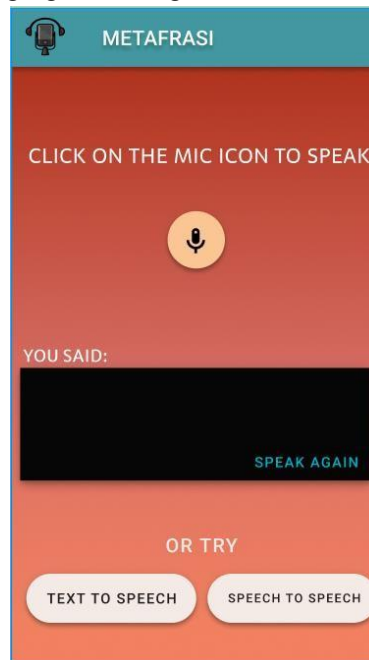 METAFRASI
CLICK ON THE MIC ICON TO SPEAK
YOU SAID:
SPEAK AGAIN
OR TRY
TEXT TO SPEECH
SPEECH TO SPEECH